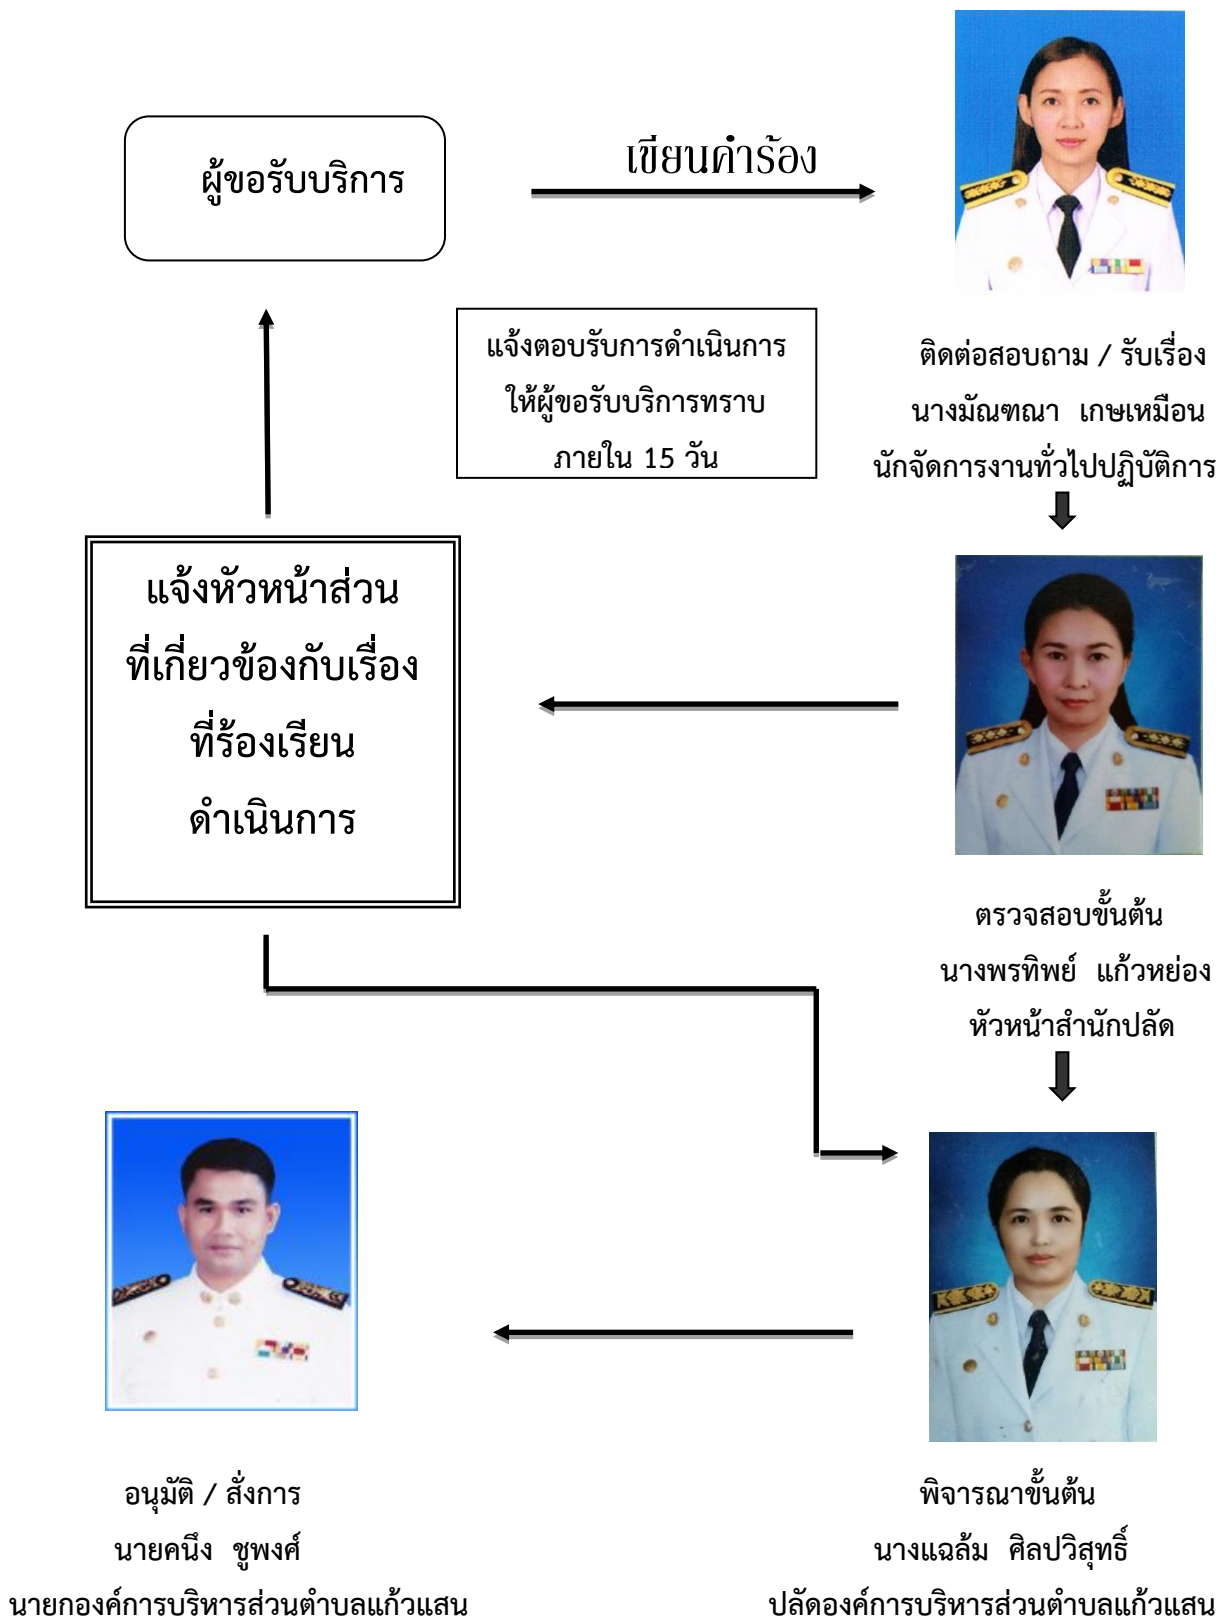 ผู้ขอรับบริการ
เขียนคำร้อง
แจ้งตอบรับการดำเนินการ
ให้ผู้ขอรับบริการทราบ
ภายใน 15 วัน
ติดต่อสอบถาม / รับเรื่อง
นางมัณฑณา เกษเหมือน
นักจัดการงานทั่วไปปฏิบัติการ
แจ้งหัวหน้าส่วน
ที่เกี่ยวข้องกับเรื่อง
ที่ร้องเรียน
ดำเนินการ
ตรวจสอบขั้นต้น
นางพรทิพย์ แก้วหย่อง
หัวหน้าสำนักปลัด
อนุมัติ / สั่งการ
นายคนึง ชูพงศ์
นายกองค์การบริหารส่วนตำบลแก้วแสน
พิจารณาขั้นต้น
นางแฉล้ม ศิลปวิสุทธิ์
ปลัดองค์การบริหารส่วนตำบลแก้วแสน